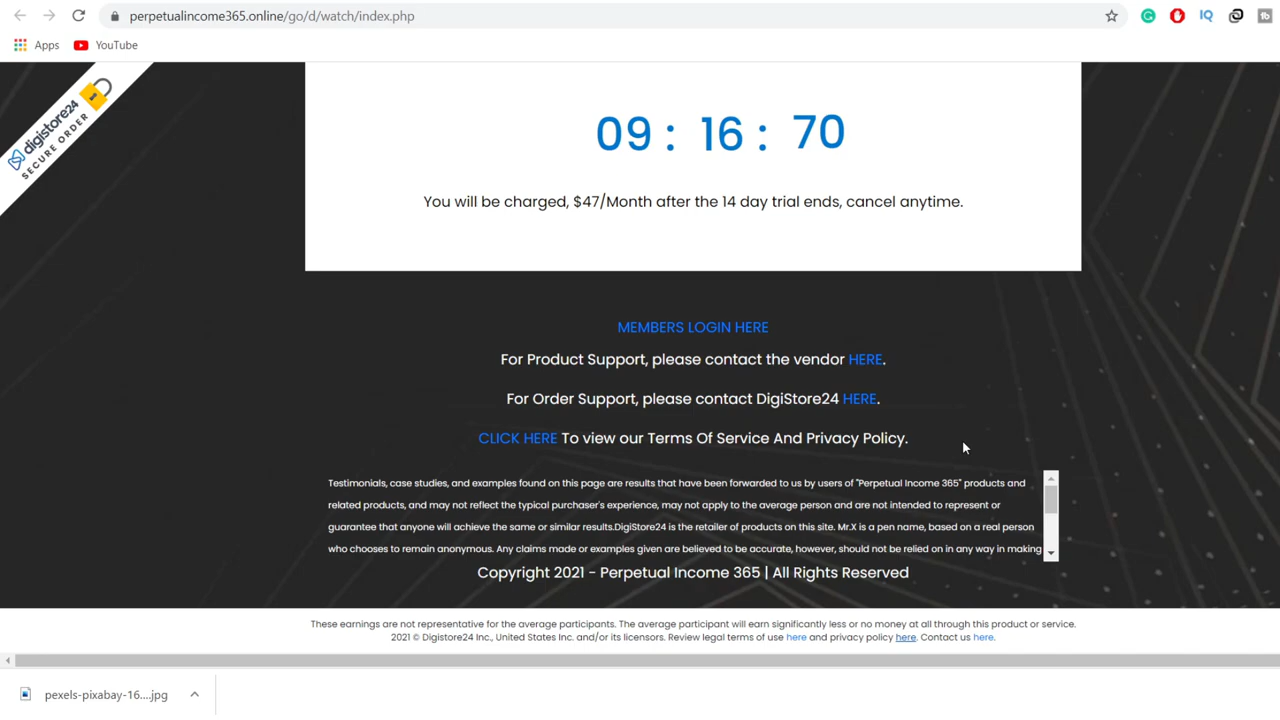 perpetualincome365.online/go/d/watch/index.php
Apps YouTube
digistore24
SECURE ORDER
09 : 16 : 70
You will be charged, $47/Month after the 14 day trial ends, cancel anytime.
MEMBERS LOGIN HERE
For Product Support, please contact the vendor HERE.
For Order Support, please contact DigiStore24 HERE.
CLICK HERE To view our Terms Of Service And Privacy Policy.
Testimonials, case studies, and examples found on this page are results that have been forwarded to us by users of "Perpetual Income 365" products and
related products, and may not reflect the typical purchaser's experience, may not apply to the average person and are not intended to represent or
guarantee that anyone will achieve the same or similar results.DigiStore24 is the retailer of products on this site. Mr.X is a pen name, based on a real person
who chooses to remain anonymous. Any claims made or examples given are believed to be accurate, however, should not be relied on in any way in making
Copyright 2021 - Perpetual Income 365 | All Rights Reserved
These earnings are not representative for the average participants. The average participant will earn significantly less or no money at all through this product or service.
2021 © Digistore24 Inc., United States Inc. and/or its licensors. Review legal terms of use here and privacy policy here. Contact us here.
pexels-pixabay-16....jpg